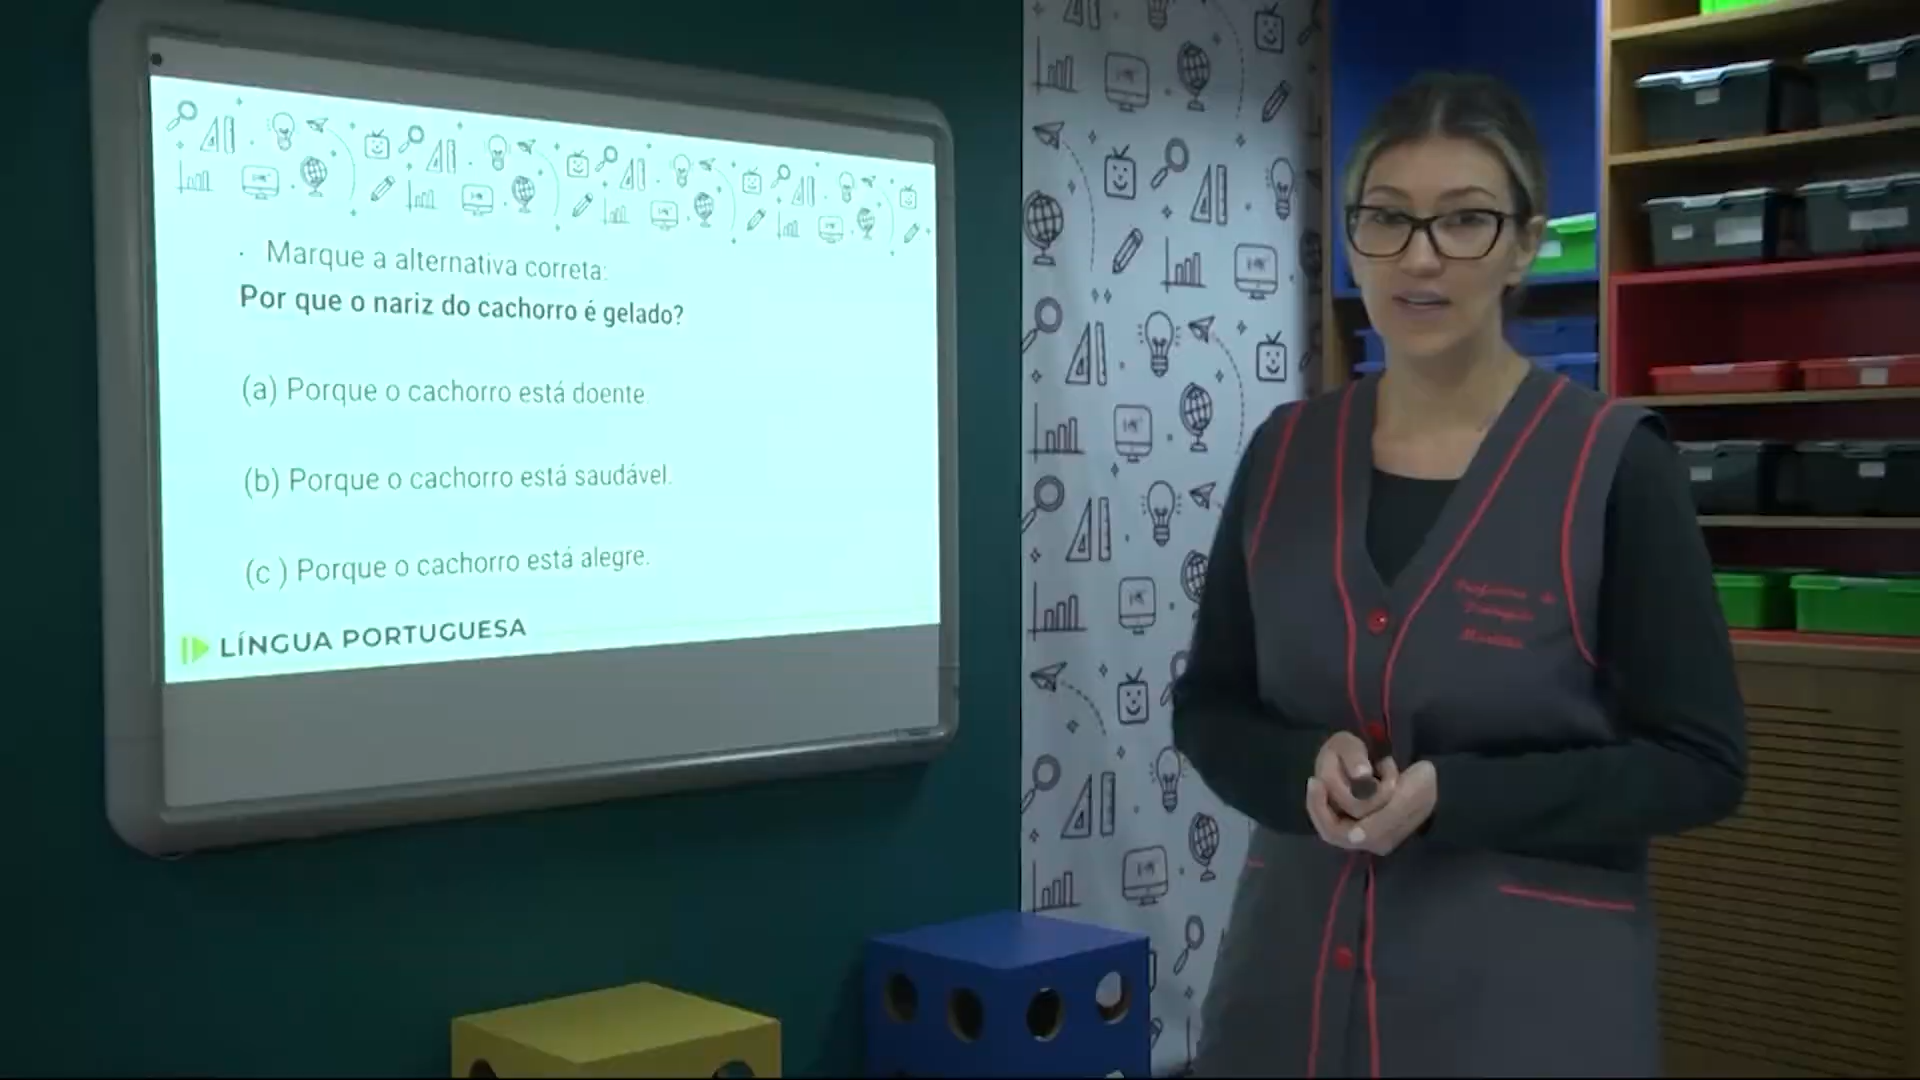 · Marque a alternativa correta:
Por que o nariz do cachorro é gelado?
(a) Porque o cachorro está doente.
(b) Porque o cachorro está saudável.
(c ) Porque o cachorro está alegre.
LÍNGUA PORTUGUESA